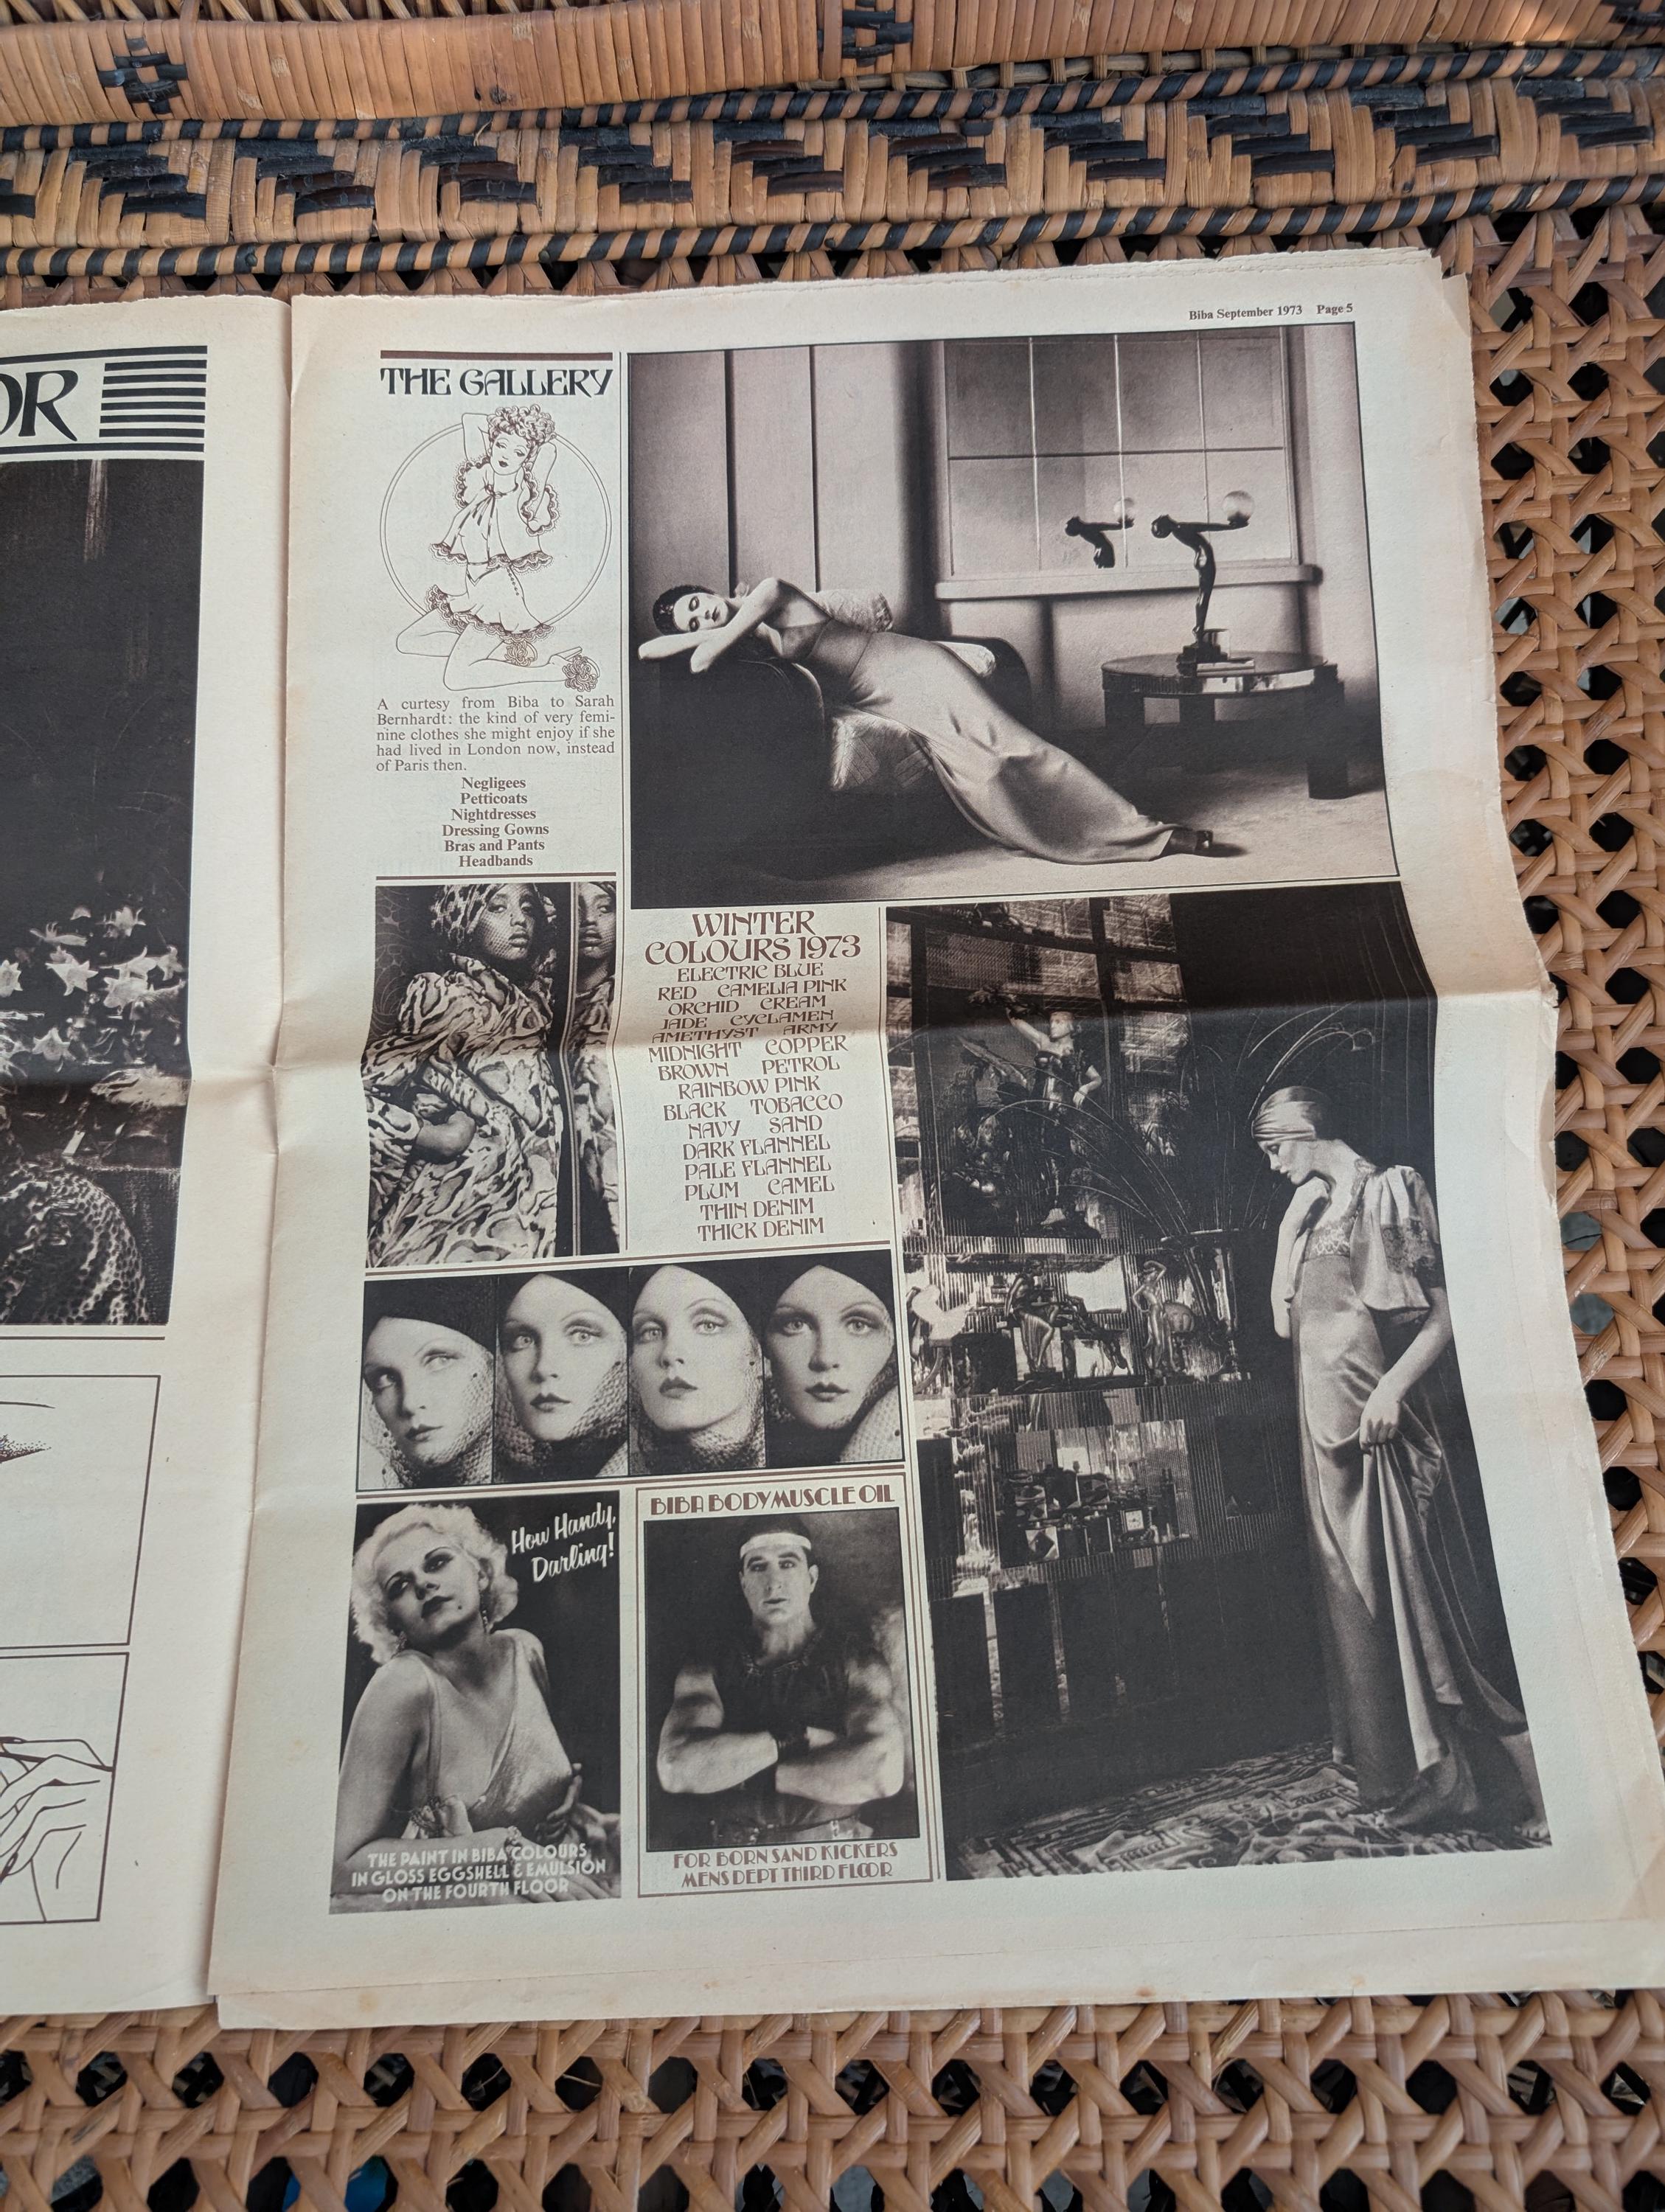 OR
Biba September 1973 Page 5
THE GALLERY
A curtesy from Biba to Sarah
Bernhardt: the kind of very femi-
nine clothes she might enjoy if she
had lived in London now, instead
of Paris then.
Negligees
Petticoats
Nightdresses
Dressing Gowns
Bras and Pants
Headbands
WINTER
COLOURS 1973
ELECTRIC BLUE
RED CAMELIA PINK
ORCHID CREAM
JADE CYCLAMEN
AMETHYST ARMY
MIDNIGHT COPPER
BROWN PETROL
RAINBOW PINK
BLACK TOBACCO
NAVY SAND
DARK FLANNEL
PALE FLANNEL
PLUM CAMEL
THIN DENIM
THICK DENIM
How Handy,
Darling!
THE PAINT IN BIBA COLOURS
IN GLOSS EGGSHELL & EMULSION
ON THE FOURTH FLOOR
BIBA BODYMUSCLE OIL
FOR BORN SAND KICKERS
MENS DEPT THIRD FLOOR